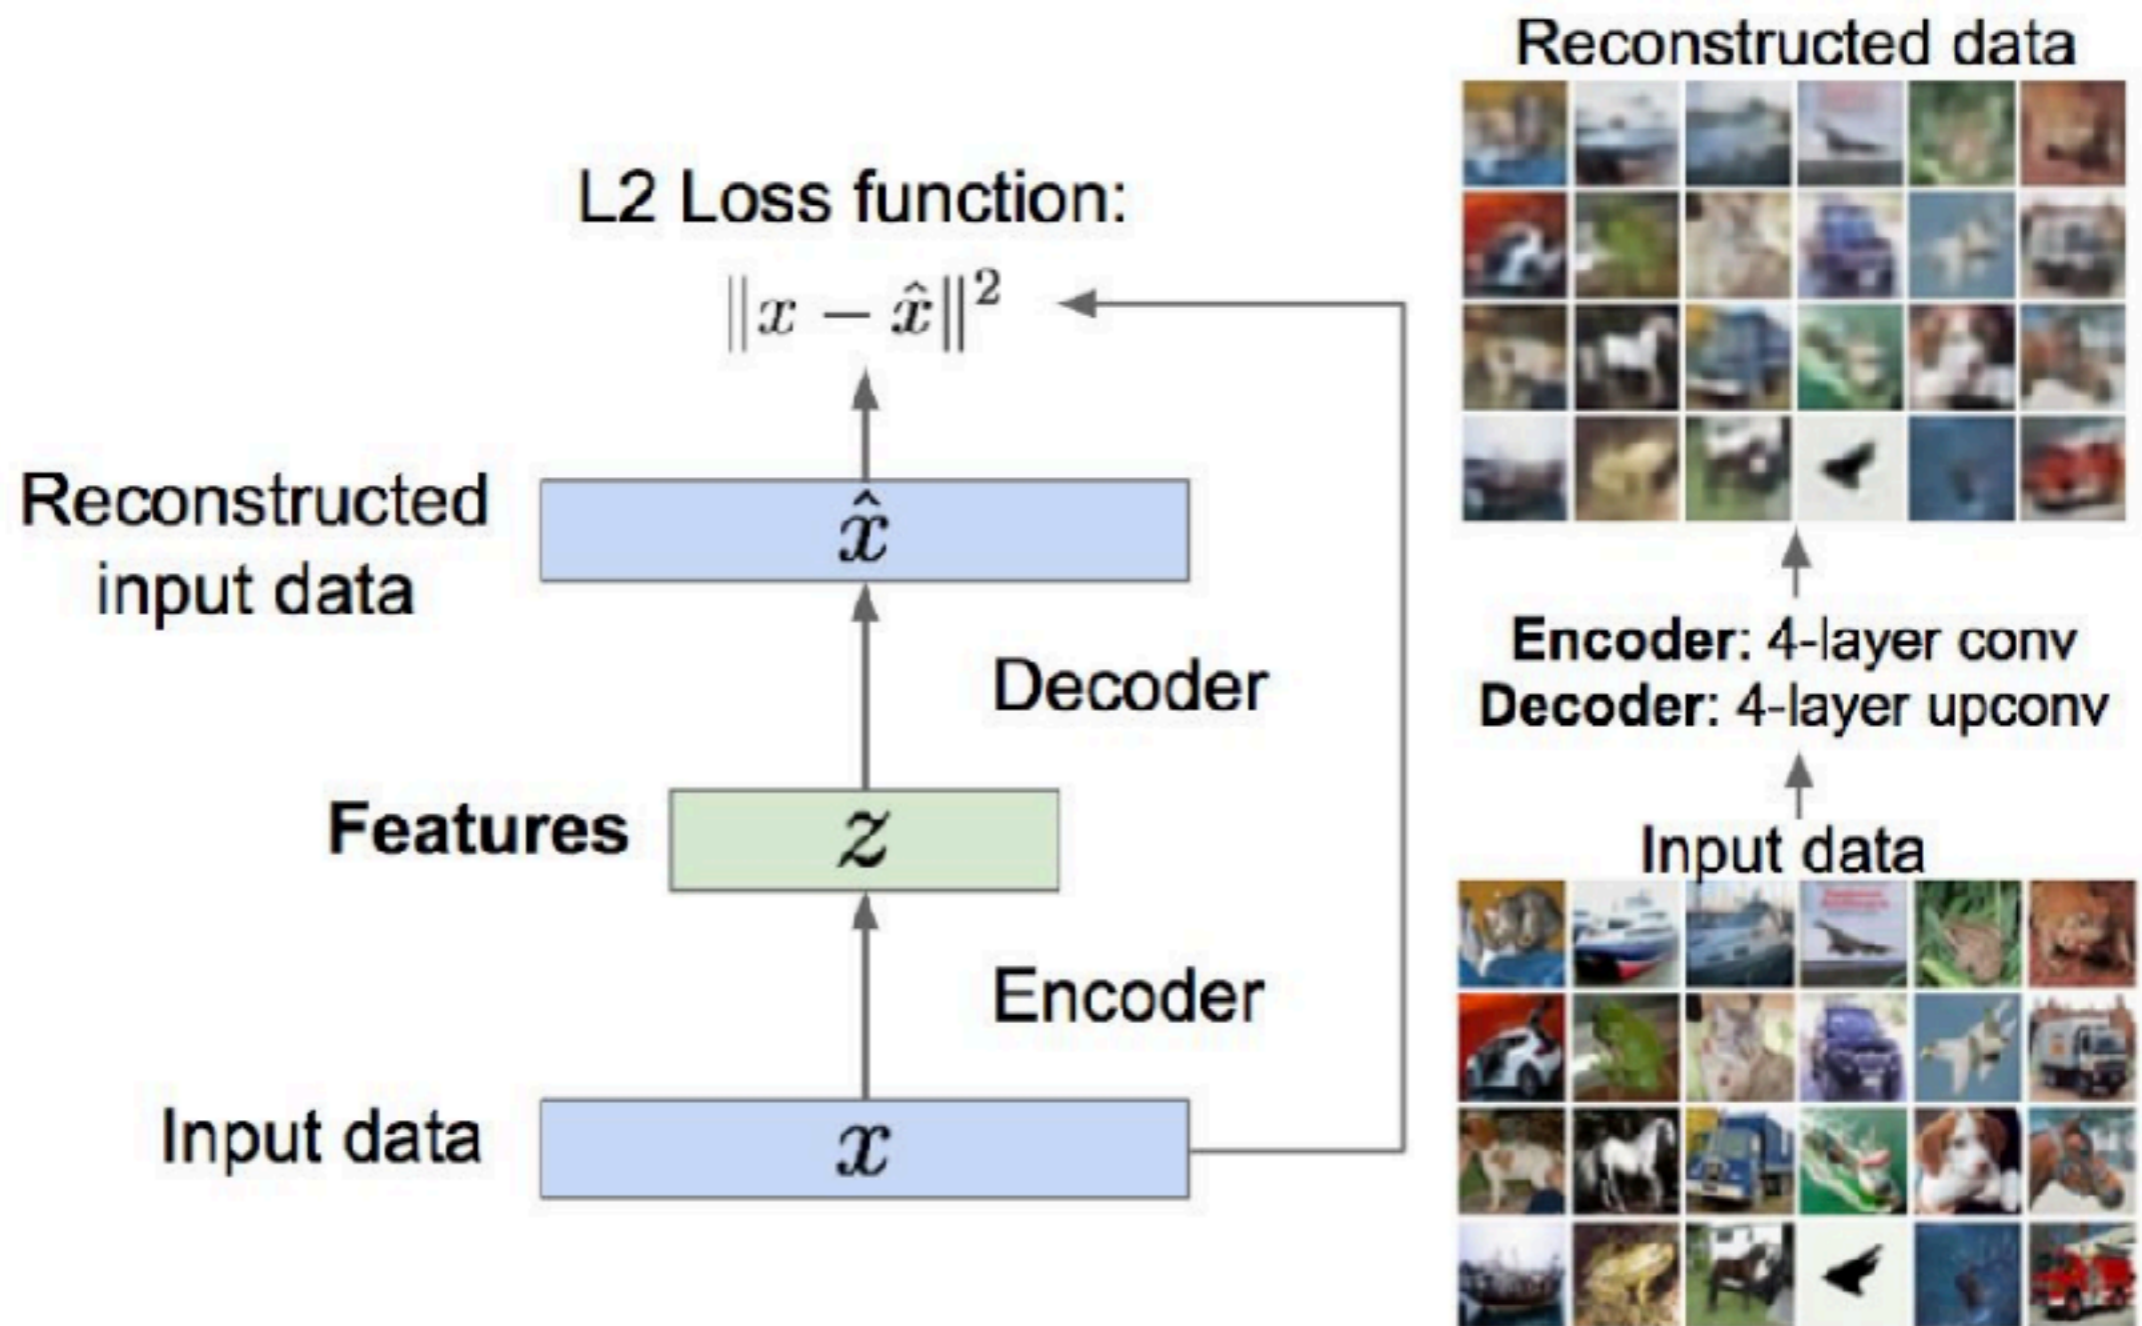 L2 Loss function:
‖x − x̂‖²
Reconstructed
input data
x̂
Decoder
Features
z
Encoder
Input data
x
Reconstructed data
Encoder: 4-layer conv
Decoder: 4-layer upconv
Input data